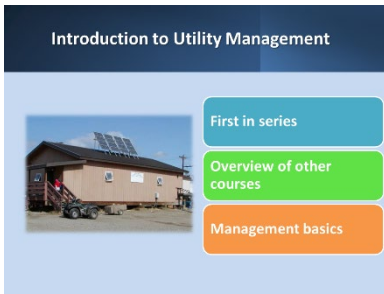 Introduction to Utility Management
First in series
Overview of other
courses
Management basics